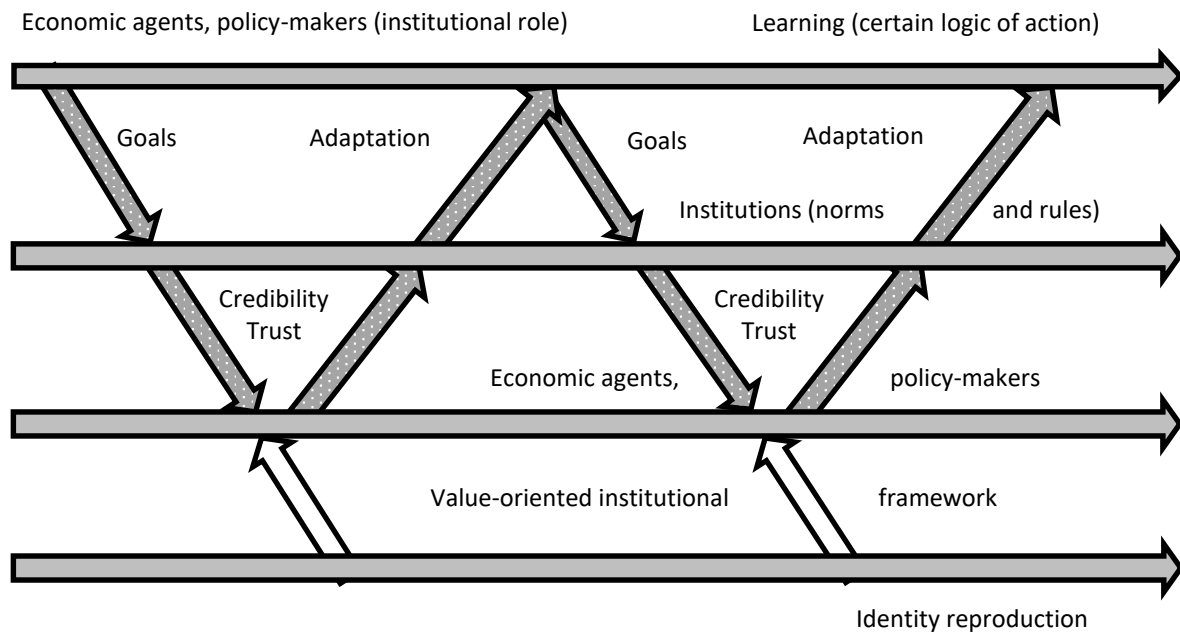 Economic agents, policy-makers (institutional role) Learning (certain logic of action)
Goals Adaptation Goals Adaptation
Institutions (norms and rules)
Credibility Credibility
Trust Trust
Economic agents, policy-makers
Value-oriented institutional framework
Identity reproduction